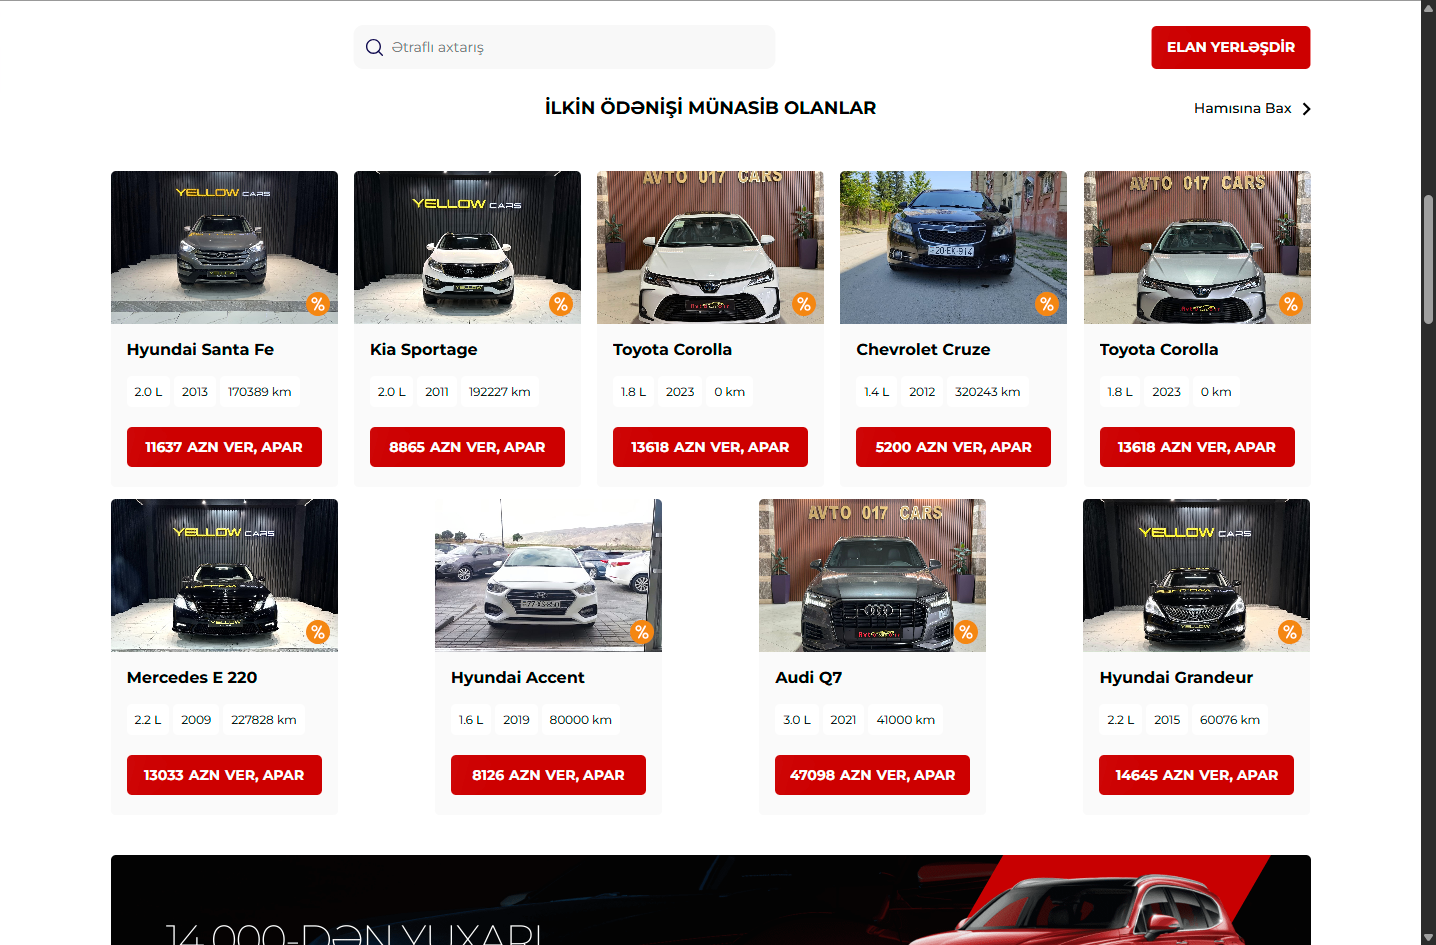 Ətraflı axtarış
ELAN YERLƏŞDİR
İLKİN ÖDƏNİŞİ MÜNASİB OLANLAR
Hamısına Bax
YELLOW CARS
YELLOW CARS
AVTO 017 CARS
20-EK-914
AVTO 017 CARS
%
%
%
%
%
Hyundai Santa Fe
Kia Sportage
Toyota Corolla
Chevrolet Cruze
Toyota Corolla
2.0 L 2013 170389 km
2.0 L 2011 192227 km
1.8 L 2023 0 km
1.4 L 2012 320243 km
1.8 L 2023 0 km
11637 AZN VER, APAR
8865 AZN VER, APAR
13618 AZN VER, APAR
5200 AZN VER, APAR
13618 AZN VER, APAR
YELLOW CARS
AVTO 017 CARS
YELLOW CARS
%
%
%
%
Mercedes E 220
Hyundai Accent
Audi Q7
Hyundai Grandeur
2.2 L 2009 227828 km
1.6 L 2019 80000 km
3.0 L 2021 41000 km
2.2 L 2015 60076 km
13033 AZN VER, APAR
8126 AZN VER, APAR
47098 AZN VER, APAR
14645 AZN VER, APAR
14 000-DƏN YUXARI